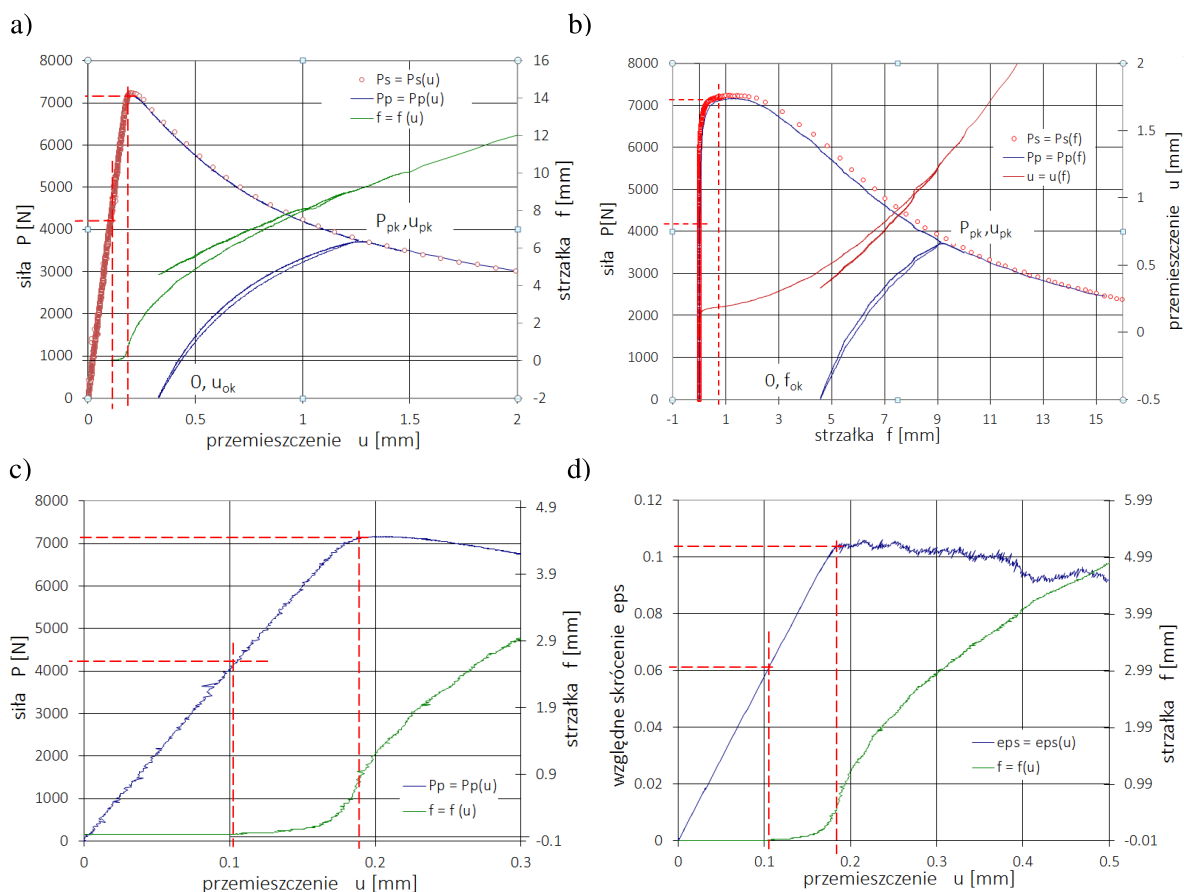 a)
8000
7000
6000
5000
4000
3000
2000
1000
0
siła P[N]
16
14
12
10
8
6
4
2
0
-2
strzałka f [mm]
Ps = Ps(u)
Pp = Pp(u)
f = f (u)
Ppk,upk
0, uok
0 0.5 1 1.5 2
przemieszczenie u [mm]
b)
8000
7000
6000
5000
4000
3000
2000
1000
0
siła P[N]
2
1.5
1
0.5
0
-0.5
przemieszczenie u [mm]
Ps = Ps(f)
Pp = Pp(f)
u = u(f)
Ppk,upk
0, fok
-1 1 3 5 7 9 11 13 15
strzałka f [mm]
c)
8000
7000
6000
5000
4000
3000
2000
1000
0
siła P[N]
4.9
3.9
2.9
1.9
0.9
-0.1
strzałka f [mm]
Pp = Pp(u)
f = f (u)
0 0.1 0.2 0.3
przemieszczenie u [mm]
d)
0.12
0.1
0.08
0.06
0.04
0.02
0
względne skrócenie eps
5.99
4.99
3.99
2.99
1.99
0.99
-0.01
strzałka f [mm]
eps = eps(u)
f = f(u)
0 0.1 0.2 0.3 0.4 0.5
przemieszczenie u [mm]